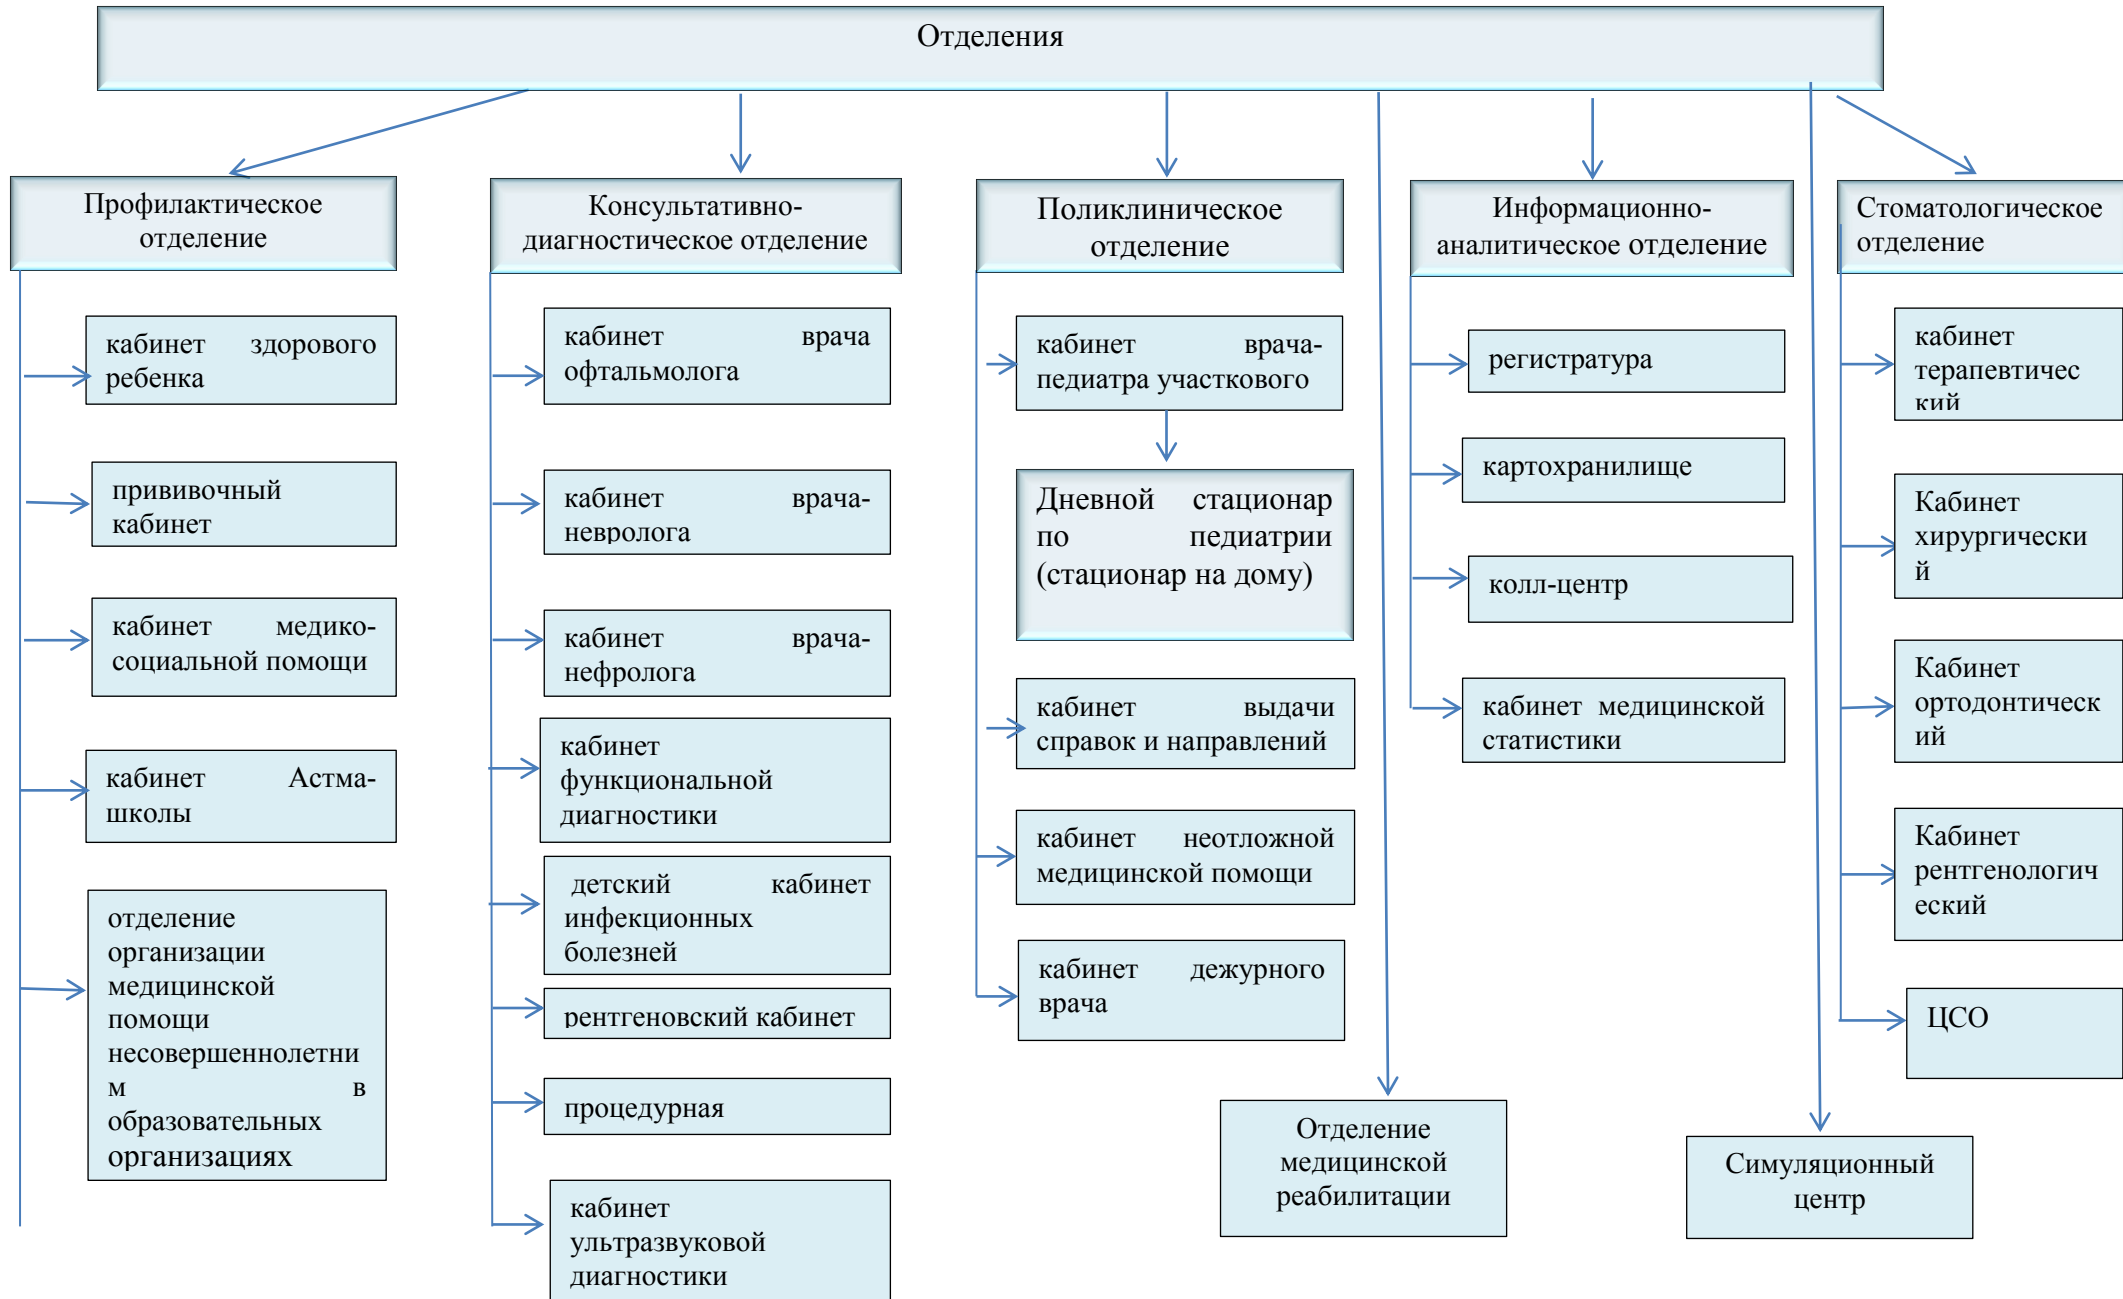 Отделения
Профилактическое
отделение
кабинет здорового
ребенка
прививочный
кабинет
кабинет медико-
социальной помощи
кабинет Астма-
школы
отделение
организации
медицинской
помощи
несовершеннолетни
м в
образовательных
организациях
Консультативно-
диагностическое отделение
кабинет врача
офтальмолога
кабинет врача-
невролога
кабинет врача-
нефролога
кабинет
функциональной
диагностики
детский кабинет
инфекционных
болезней
рентгеновский кабинет
процедурная
кабинет
ультразвуковой
диагностики
Поликлиническое
отделение
кабинет врача-
педиатра участкового
Дневной стационар
по педиатрии
(стационар на дому)
кабинет выдачи
справок и направлений
кабинет неотложной
медицинской помощи
кабинет дежурного
врача
Отделение
медицинской
реабилитации
Информационно-
аналитическое отделение
регистратура
картохранилище
колл-центр
кабинет медицинской
статистики
Симуляционный
центр
Стоматологическое
отделение
кабинет
терапевтичес
кий
Кабинет
хирургически
й
Кабинет
ортодонтическ
ий
Кабинет
рентгенологич
еский
ЦСО